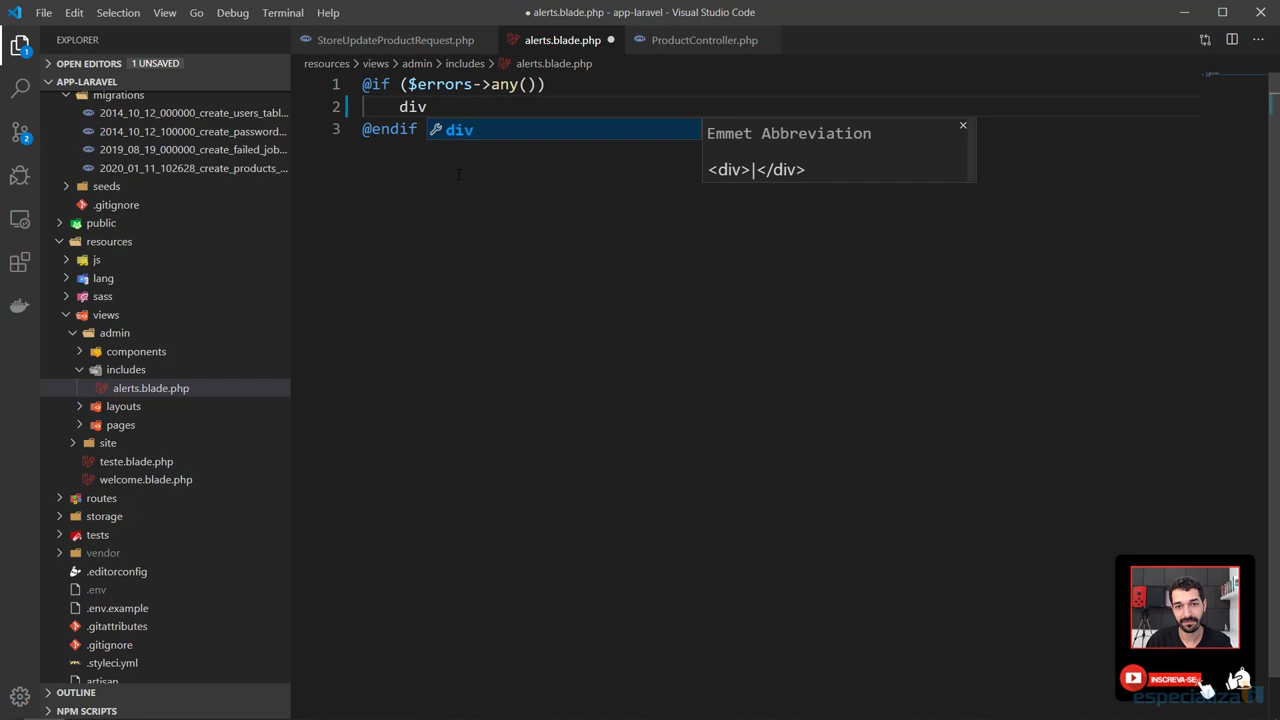 File Edit Selection View Go Debug Terminal Help
● alerts.blade.php - app-laravel - Visual Studio Code
EXPLORER
StoreUpdateProductRequest.php
alerts.blade.php
ProductController.php
OPEN EDITORS 1 UNSAVED
resources > views > admin > includes > alerts.blade.php
APP-LARAVEL
migrations
2014_10_12_000000_create_users_tabl...
2014_10_12_100000_create_password...
2019_08_19_000000_create_failed_job...
2020_01_11_102628_create_products_...
seeds
.gitignore
public
resources
js
lang
sass
views
admin
components
includes
alerts.blade.php
layouts
pages
site
teste.blade.php
welcome.blade.php
routes
storage
tests
vendor
.editorconfig
.env
.env.example
.gitattributes
.gitignore
.styleci.yml
artisan
OUTLINE
NPM SCRIPTS
1
2
1 @if ($errors->any())
2 div
3 @endif
div
Emmet Abbreviation
<div>|</div>
INSCREVA-SE
especializati